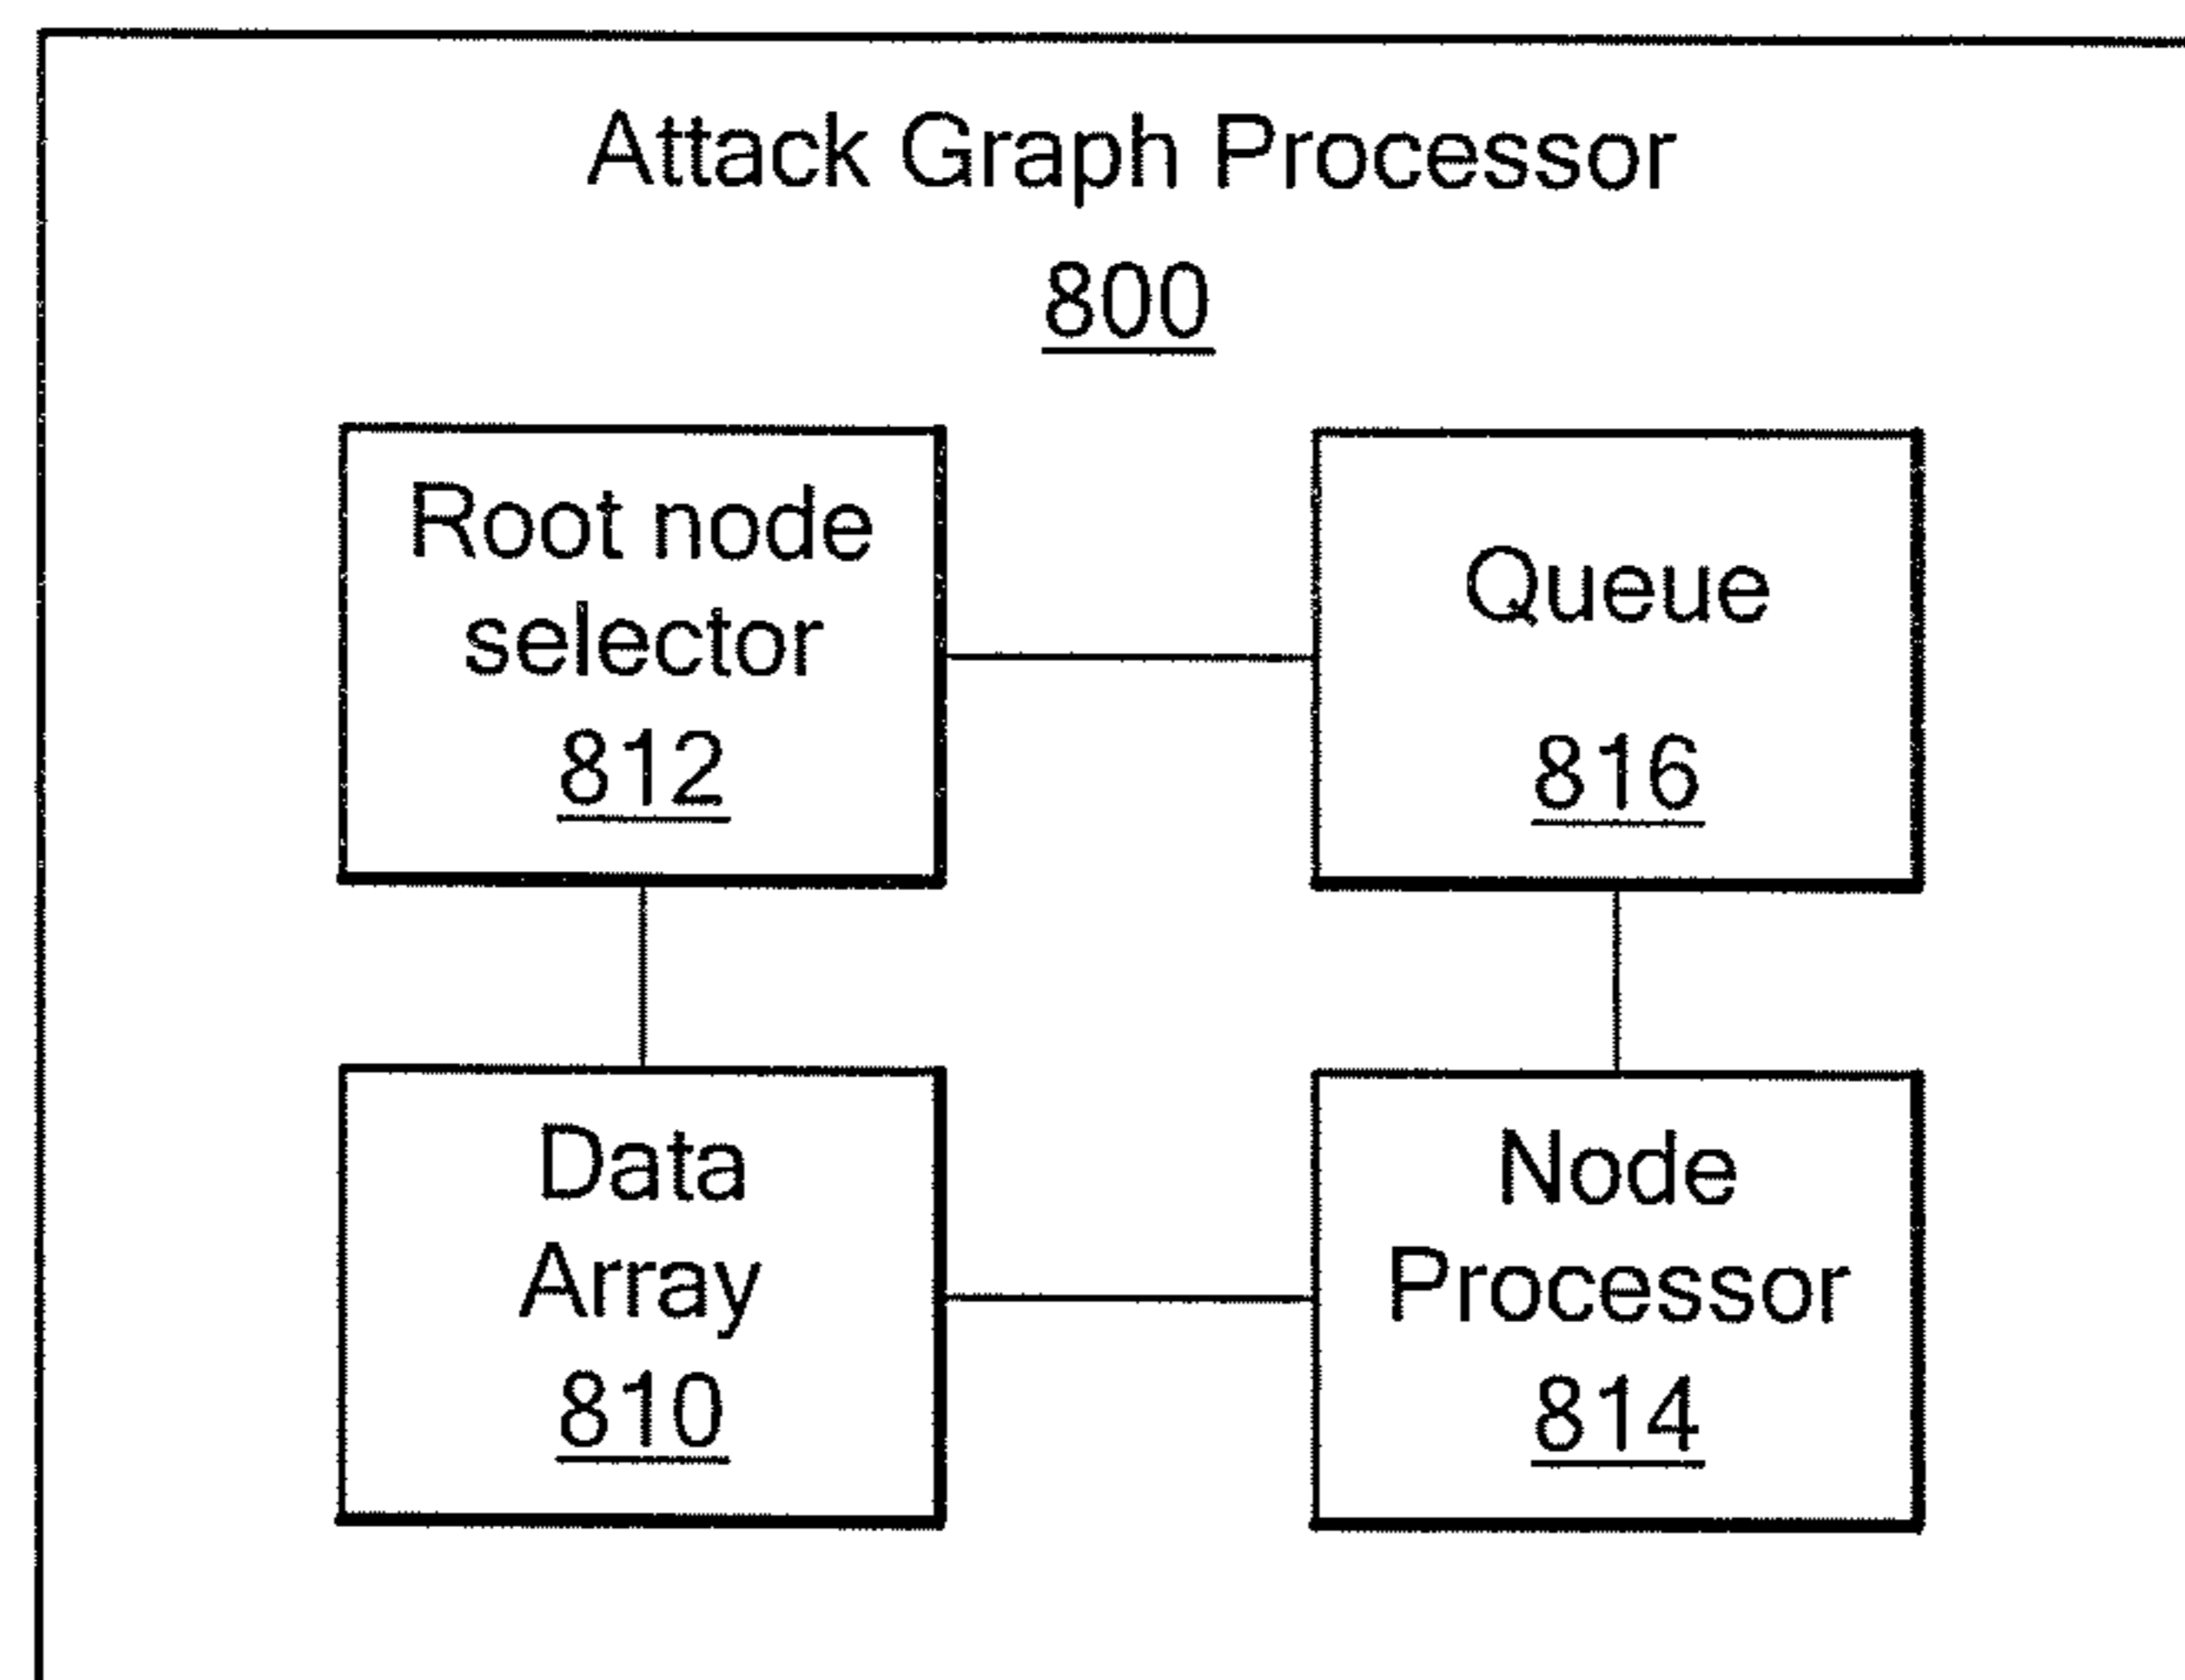 Attack Graph Processor
800
Root node
selector
812
Queue
816
Data
Array
810
Node
Processor
814